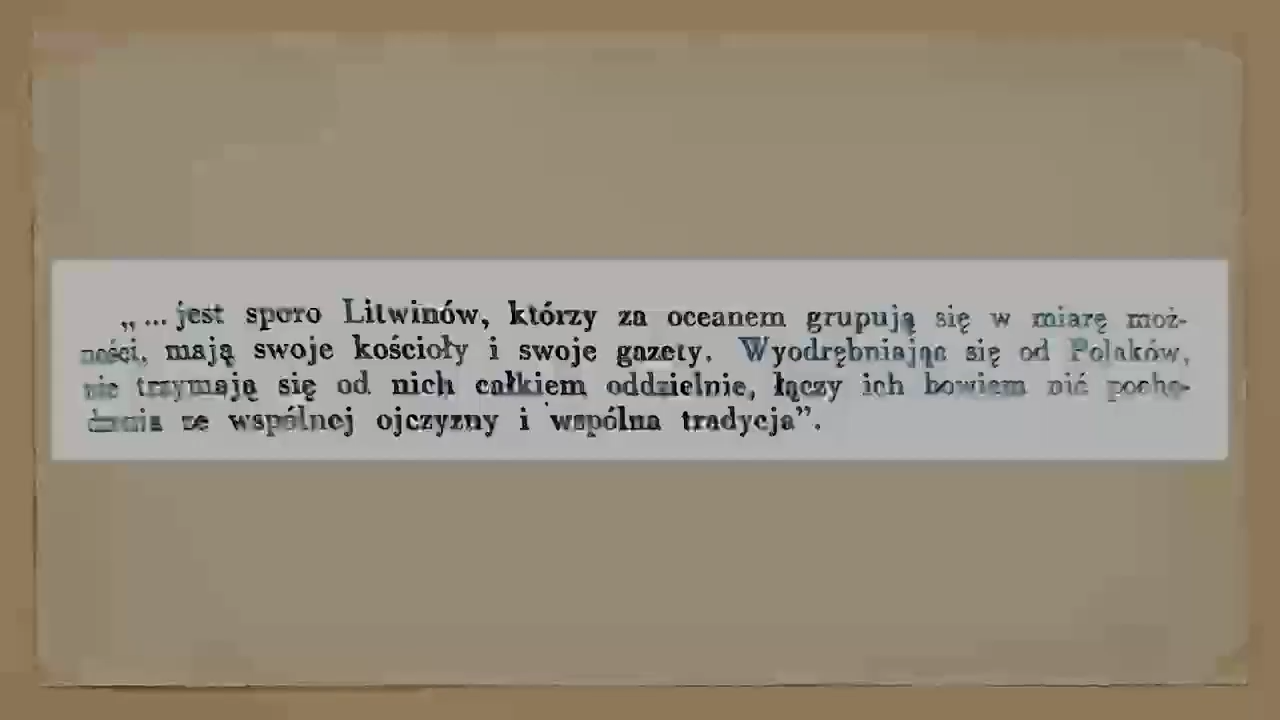 „... jest sporo Litwinów, którzy za oceanem grupują się w miarę moż-
ności, mają swoje kościoły i swoje gazety. Wyodrębniając się od Polaków,
nie trzymają się od nich całkiem oddzielnie, łączy ich bowiem nić pocho-
dzenia ze wspólnej ojczyzny i wspólna tradycja”.